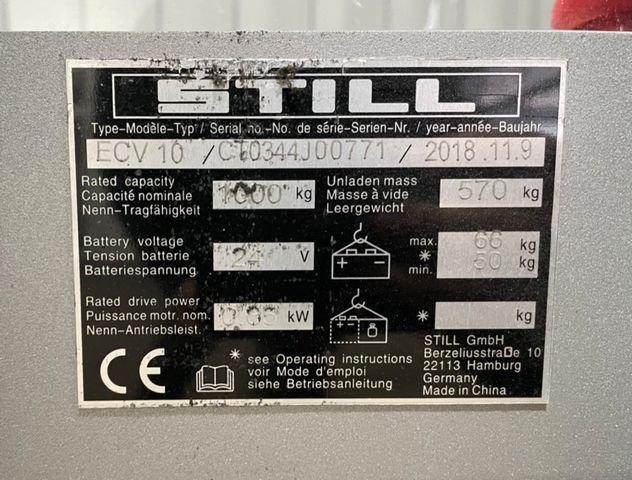 STILL
Type-Modèle-Typ / Serial no.-No. de série-Serien-Nr. / year-année-Baujahr
ECV 10 / CT0344J00771 / 2018.11.9
Rated capacity
Capacité nominale
Nenn-Tragfähigkeit
1000 kg
Unladen mass
Masse à vide
Leergewicht
570 kg
Battery voltage
Tension batterie
Batteriespannung
24 V
max. 66 kg
*
min. 50 kg
Rated drive power
Puissance motr. nom.
Nenn-Antriebsleist.
kW
* kg
CE
* see Operating instructions
voir Mode d'emploi
siehe Betriebsanleitung
STILL GmbH
Berzeliusstra□e 10
22113 Hamburg
Germany
Made in China